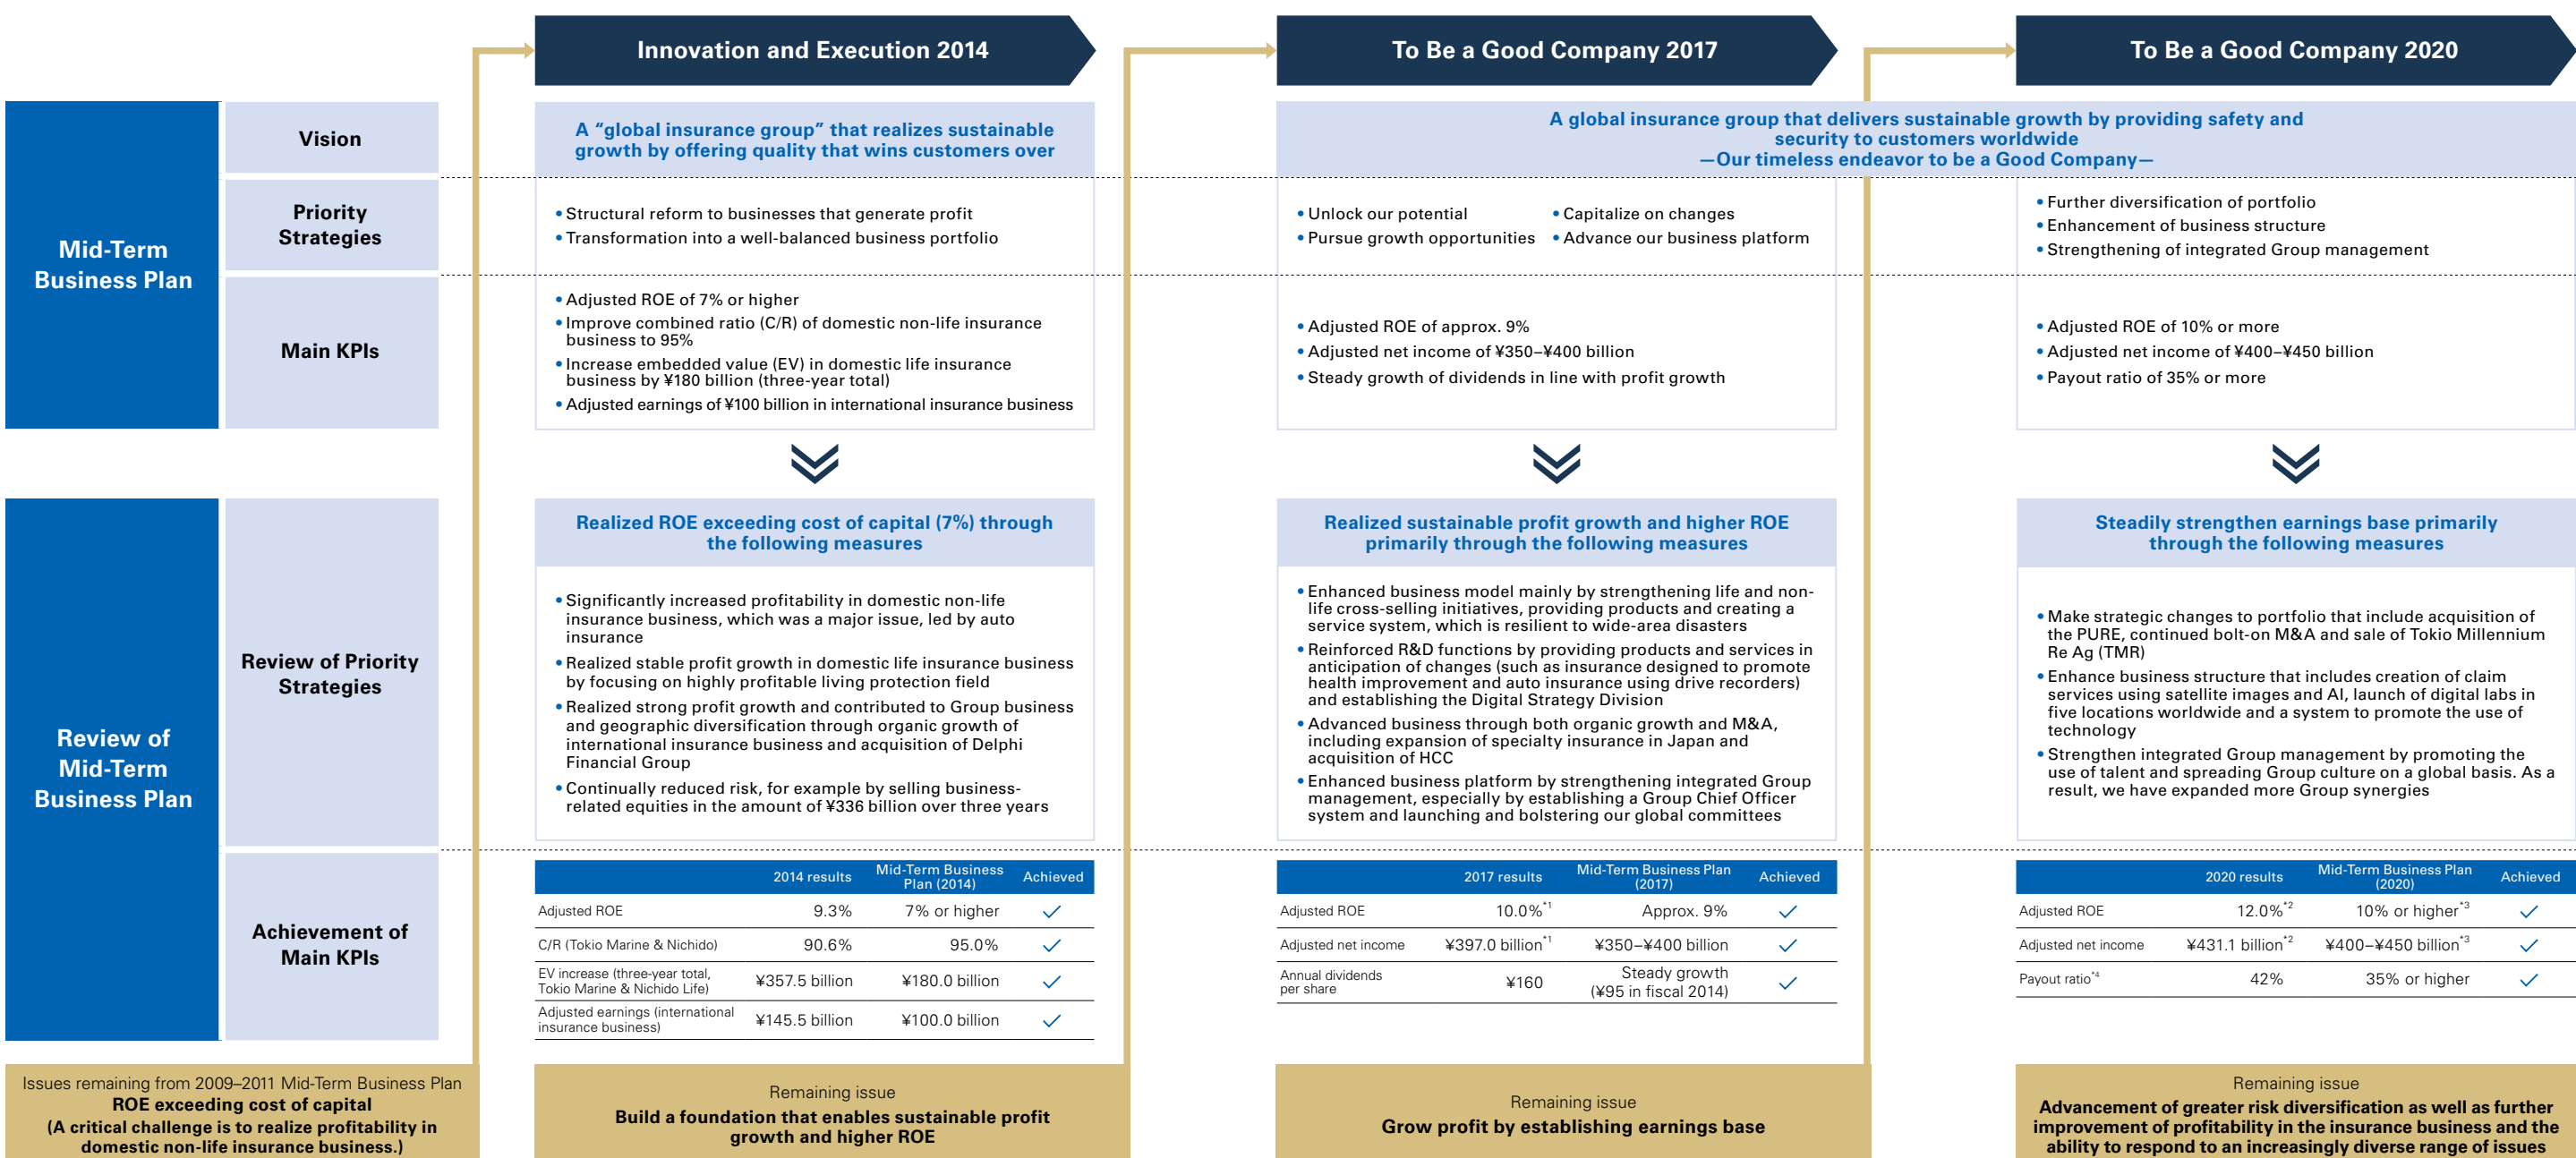 Innovation and Execution 2014
To Be a Good Company 2017
To Be a Good Company 2020
Mid-Term
Business Plan
Vision
A “global insurance group” that realizes sustainable
growth by offering quality that wins customers over
A global insurance group that delivers sustainable growth by providing safety and
security to customers worldwide
—Our timeless endeavor to be a Good Company—
Priority
Strategies
• Structural reform to businesses that generate profit
• Transformation into a well-balanced business portfolio
• Unlock our potential
• Pursue growth opportunities
• Capitalize on changes
• Advance our business platform
• Further diversification of portfolio
• Enhancement of business structure
• Strengthening of integrated Group management
Main KPIs
• Adjusted ROE of 7% or higher
• Improve combined ratio (C/R) of domestic non-life insurance
business to 95%
• Increase embedded value (EV) in domestic life insurance
business by ¥180 billion (three-year total)
• Adjusted earnings of ¥100 billion in international insurance business
• Adjusted ROE of approx. 9%
• Adjusted net income of ¥350–¥400 billion
• Steady growth of dividends in line with profit growth
• Adjusted ROE of 10% or more
• Adjusted net income of ¥400–¥450 billion
• Payout ratio of 35% or more
Review of
Mid-Term
Business Plan
Review of Priority
Strategies
Realized ROE exceeding cost of capital (7%) through
the following measures
• Significantly increased profitability in domestic non-life
insurance business, which was a major issue, led by auto
insurance
• Realized stable profit growth in domestic life insurance business
by focusing on highly profitable living protection field
• Realized strong profit growth and contributed to Group business
and geographic diversification through organic growth of
international insurance business and acquisition of Delphi
Financial Group
• Continually reduced risk, for example by selling business-
related equities in the amount of ¥336 billion over three years
Realized sustainable profit growth and higher ROE
primarily through the following measures
• Enhanced business model mainly by strengthening life and non-
life cross-selling initiatives, providing products and creating a
service system, which is resilient to wide-area disasters
• Reinforced R&D functions by providing products and services in
anticipation of changes (such as insurance designed to promote
health improvement and auto insurance using drive recorders)
and establishing the Digital Strategy Division
• Advanced business through both organic growth and M&A,
including expansion of specialty insurance in Japan and
acquisition of HCC
• Enhanced business platform by strengthening integrated Group
management, especially by establishing a Group Chief Officer
system and launching and bolstering our global committees
Steadily strengthen earnings base primarily
through the following measures
• Make strategic changes to portfolio that include acquisition of
the PURE, continued bolt-on M&A and sale of Tokio Millennium
Re Ag (TMR)
• Enhance business structure that includes creation of claim
services using satellite images and AI, launch of digital labs in
five locations worldwide and a system to promote the use of
technology
• Strengthen integrated Group management by promoting the
use of talent and spreading Group culture on a global basis. As a
result, we have expanded more Group synergies
Achievement of
Main KPIs
2014 results Mid-Term Business Plan (2014) Achieved
Adjusted ROE 9.3% 7% or higher ✓
C/R (Tokio Marine & Nichido) 90.6% 95.0% ✓
EV increase (three-year total,
Tokio Marine & Nichido Life) ¥357.5 billion ¥180.0 billion ✓
Adjusted earnings (international
insurance business) ¥145.5 billion ¥100.0 billion ✓
2017 results Mid-Term Business Plan (2017) Achieved
Adjusted ROE 10.0%*1 Approx. 9% ✓
Adjusted net income ¥397.0 billion*1 ¥350–¥400 billion ✓
Annual dividends
per share ¥160 Steady growth
(¥95 in fiscal 2014) ✓
2020 results Mid-Term Business Plan (2020) Achieved
Adjusted ROE 12.0%*2 10% or higher*3 ✓
Adjusted net income ¥431.1 billion*2 ¥400–¥450 billion*3 ✓
Payout ratio*4 42% 35% or higher ✓
Issues remaining from 2009–2011 Mid-Term Business Plan
ROE exceeding cost of capital
(A critical challenge is to realize profitability in
domestic non-life insurance business.)
Remaining issue
Build a foundation that enables sustainable profit
growth and higher ROE
Remaining issue
Grow profit by establishing earnings base
Remaining issue
Advancement of greater risk diversification as well as further
improvement of profitability in the insurance business and the
ability to respond to an increasingly diverse range of issues